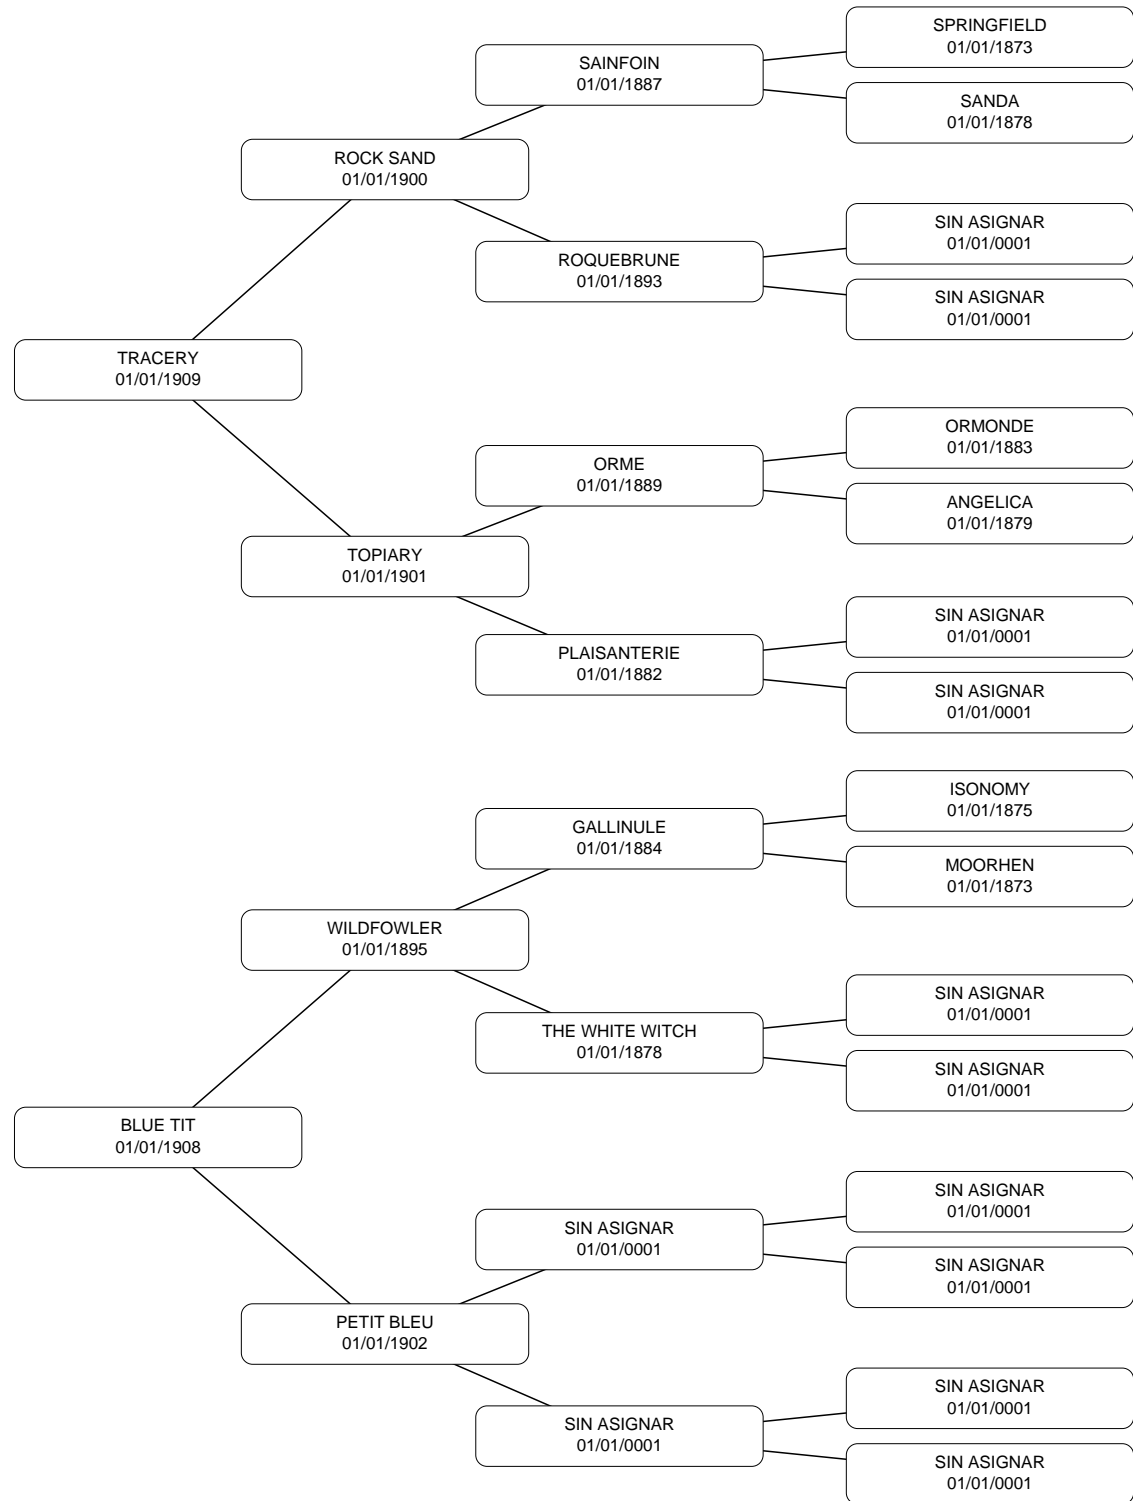 SPRINGFIELD
01/01/1873
SAINFOIN
01/01/1887
SANDA
01/01/1878
ROCK SAND
01/01/1900
SIN ASIGNAR
01/01/0001
ROQUEBRUNE
01/01/1893
SIN ASIGNAR
01/01/0001
TRACERY
01/01/1909
ORMONDE
01/01/1883
ORME
01/01/1889
ANGELICA
01/01/1879
TOPIARY
01/01/1901
SIN ASIGNAR
01/01/0001
PLAISANTERIE
01/01/1882
SIN ASIGNAR
01/01/0001
ISONOMY
01/01/1875
GALLINULE
01/01/1884
MOORHEN
01/01/1873
WILDFOWLER
01/01/1895
SIN ASIGNAR
01/01/0001
THE WHITE WITCH
01/01/1878
SIN ASIGNAR
01/01/0001
BLUE TIT
01/01/1908
SIN ASIGNAR
01/01/0001
SIN ASIGNAR
01/01/0001
SIN ASIGNAR
01/01/0001
PETIT BLEU
01/01/1902
SIN ASIGNAR
01/01/0001
SIN ASIGNAR
01/01/0001
SIN ASIGNAR
01/01/0001